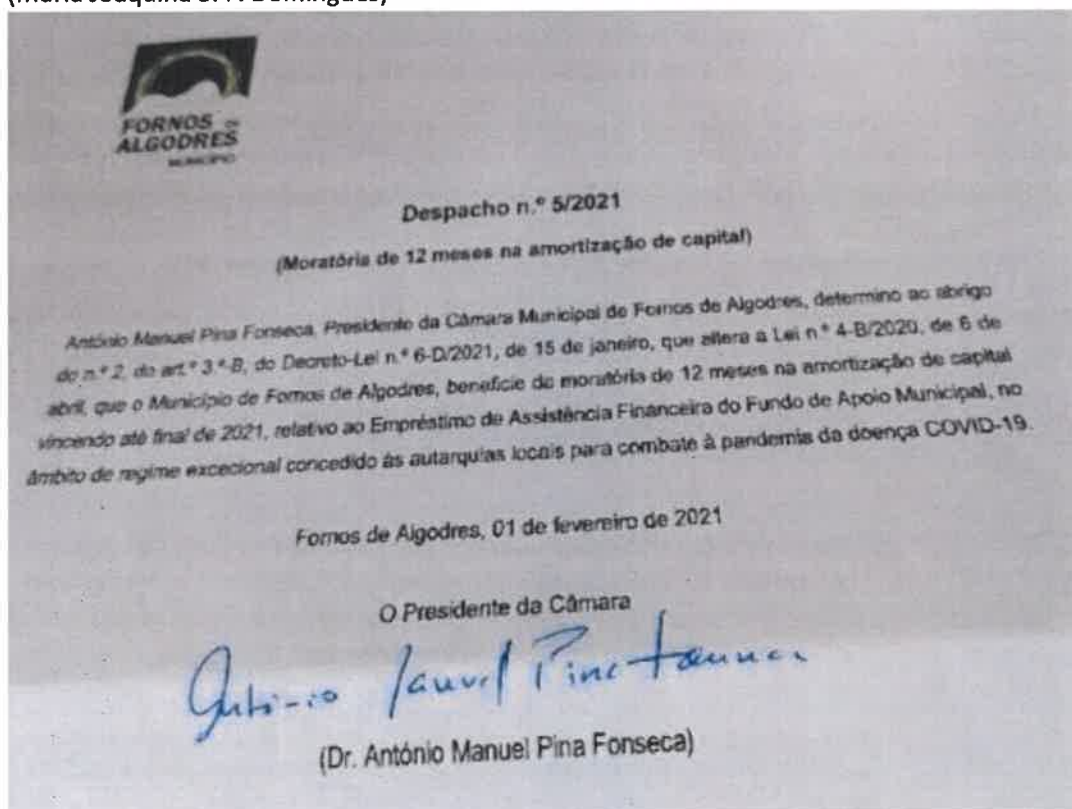 FORNOS DE
ALGODRES
MUNICÍPIO
Despacho n.º 5/2021
(Moratória de 12 meses na amortização de capital)
António Manuel Pina Fonseca, Presidente da Câmara Municipal de Fornos de Algodres, determino ao abrigo
do n.º 2, do art.º 3.º-B, do Decreto-Lei n.º 6-D/2021, de 15 de janeiro, que altera a Lei n.º 4-B/2020, de 6 de
abril, que o Município de Fornos de Algodres, beneficie da moratória de 12 meses na amortização de capital
vincendo até final de 2021, relativo ao Empréstimo de Assistência Financeira do Fundo de Apoio Municipal, no
âmbito de regime excecional concedido às autarquias locais para combate à pandemia da doença COVID-19.
Fornos de Algodres, 01 de fevereiro de 2021
O Presidente da Câmara
António Manuel Pina Fonseca
(Dr. António Manuel Pina Fonseca)